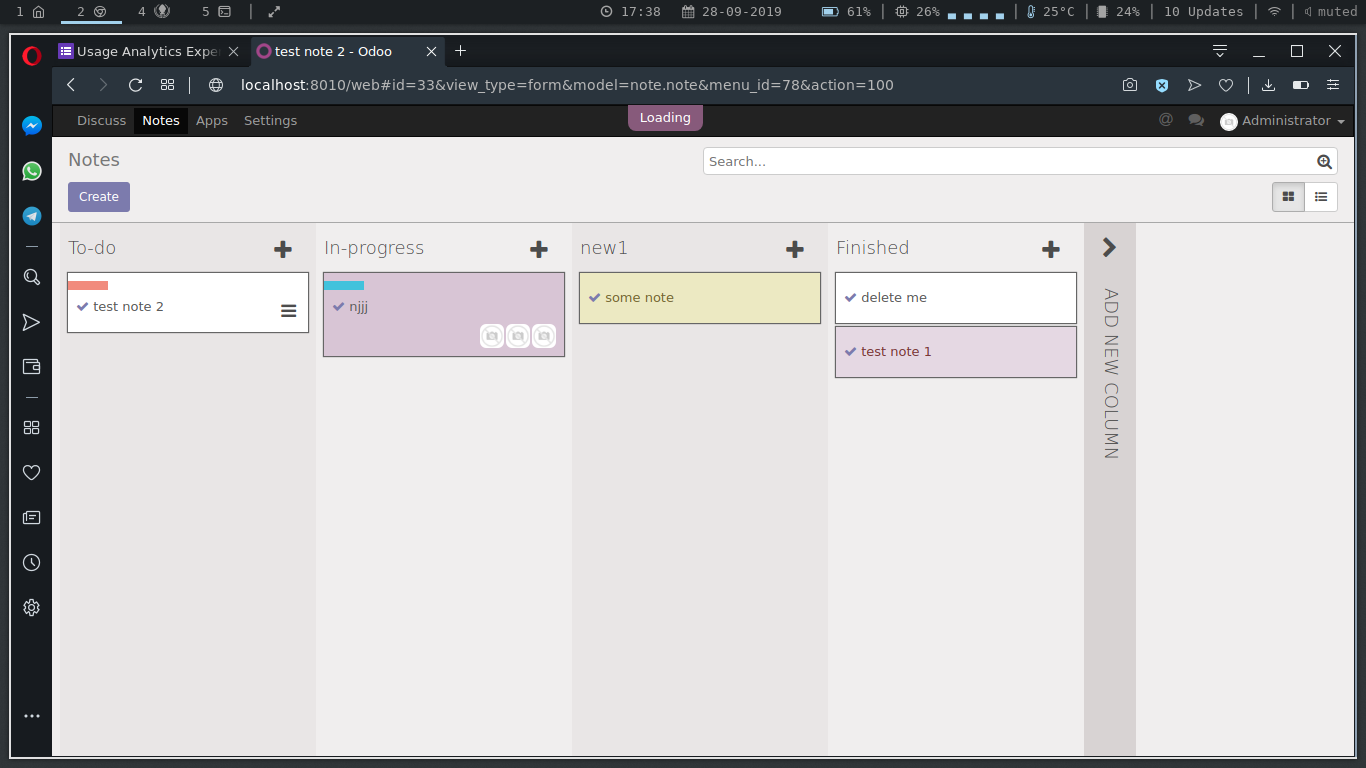 1 2 4 5 17:38 28-09-2019 61% 26% 25°C 24% 10 Updates muted
Usage Analytics Expe test note 2 - Odoo
localhost:8010/web#id=33&view_type=form&model=note.note&menu_id=78&action=100
Discuss Notes Apps Settings Loading @ Administrator
Notes Search...
Create
To-do In-progress new1 Finished
test note 2 njjj some note delete me
test note 1
ADD NEW COLUMN